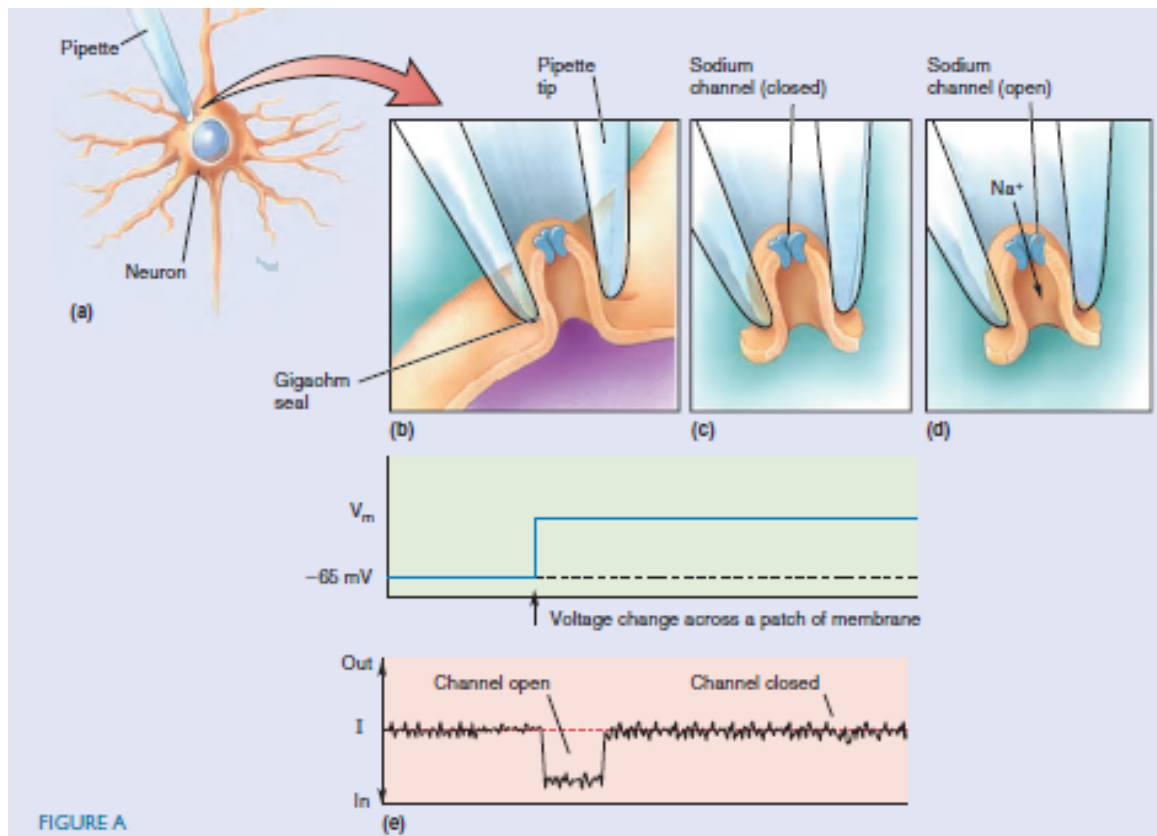 Pipette
Neuron
(a)
Pipette
tip
Gigaohm
seal
(b)
Sodium
channel (closed)
(c)
Sodium
channel (open)
Na⁺
(d)
Vm
−65 mV
Voltage change across a patch of membrane
Out
I
In
Channel open
Channel closed
(e)
FIGURE A